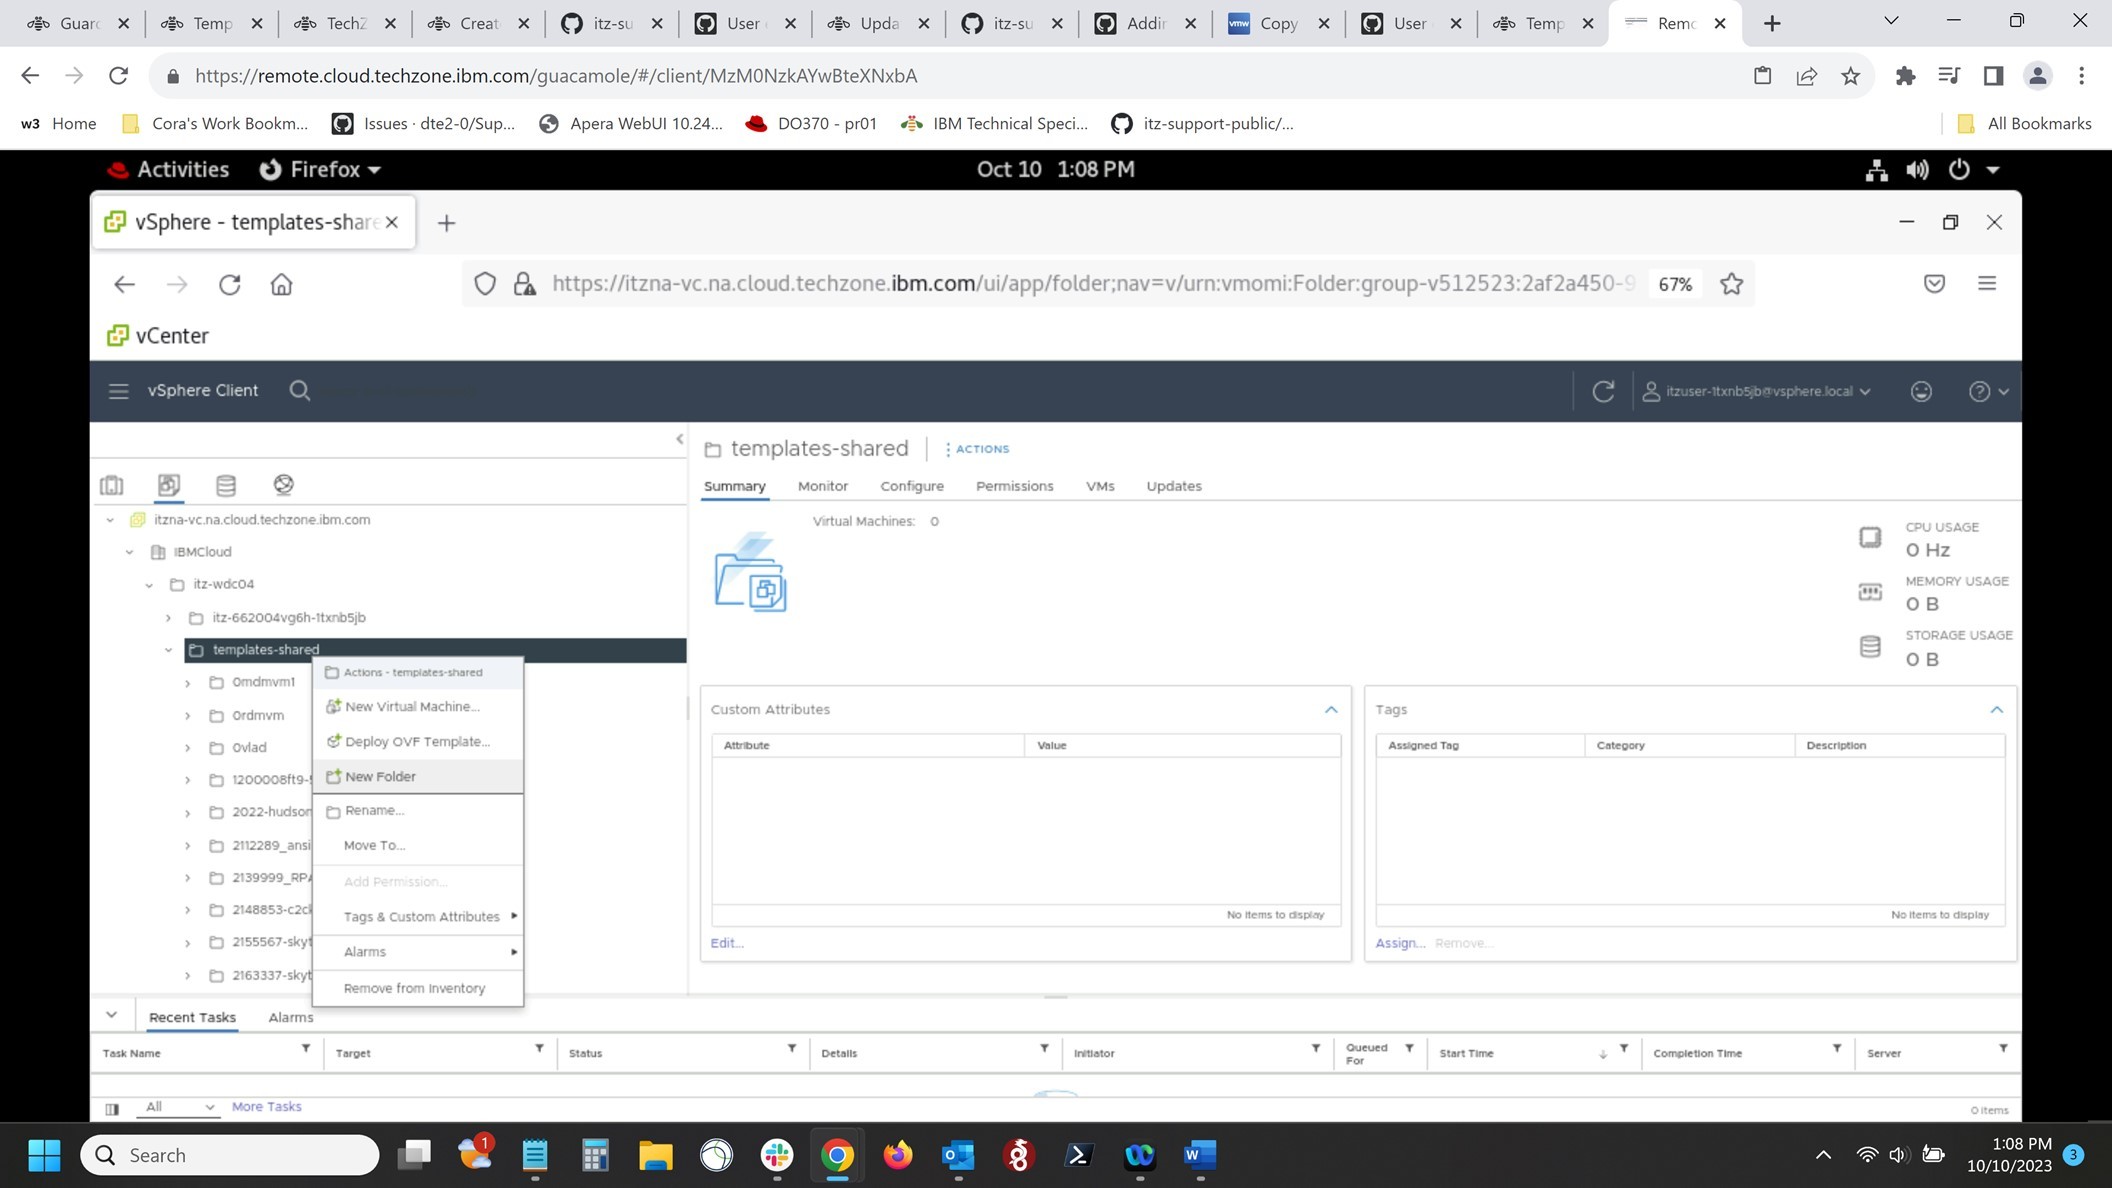 Guard
Temp
TechZ
Create
itz-su
User
Upda
itz-su
Addin
vmw Copy
User
Temp
Remo
https://remote.cloud.techzone.ibm.com/guacamole/#/client/MzM0NzkAYwBteXNxbA
w3 Home
Cora's Work Bookm...
Issues · dte2-0/Sup...
Apera WebUI 10.24...
DO370 - pr01
IBM Technical Speci...
itz-support-public/...
All Bookmarks
Activities
Firefox
Oct 10 1:08 PM
vSphere - templates-share
https://itzna-vc.na.cloud.techzone.ibm.com/ui/app/folder;nav=v/urn:vmomi:Folder:group-v512523:2af2a450-9
67%
vCenter
vSphere Client
itzuser-1txnb5jb@vsphere.local
templates-shared
ACTIONS
Summary
Monitor
Configure
Permissions
VMs
Updates
itzna-vc.na.cloud.techzone.ibm.com
IBMCloud
itz-wdc04
itz-662004vg6h-1txnb5jb
templates-shared
0mdmvm1
0rdmvm
0vlad
1200008ft9-
2022-hudson
2112289_ansi
2139999_RPA
2148853-c2ck
2155567-skyt
2163337-skyt
Actions - templates-shared
New Virtual Machine...
Deploy OVF Template...
New Folder
Rename...
Move To...
Add Permission...
Tags & Custom Attributes
Alarms
Remove from Inventory
Virtual Machines: 0
CPU USAGE
0 Hz
MEMORY USAGE
0 B
STORAGE USAGE
0 B
Custom Attributes
Attribute
Value
No items to display
Edit...
Tags
Assigned Tag
Category
Description
No items to display
Assign...
Remove...
Recent Tasks
Alarms
Task Name
Target
Status
Details
Initiator
Queued
For
Start Time
Completion Time
Server
All
More Tasks
0 items
Search
1
1:08 PM
10/10/2023
3